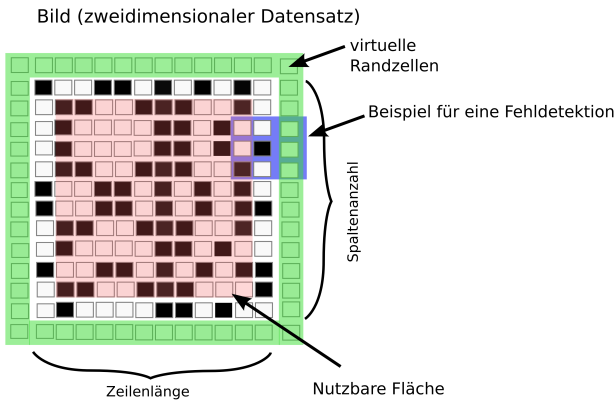 Bild (zweidimensionaler Datensatz)
virtuelle
Randzellen
Beispiel für eine Fehldetektion
Spaltenanzahl
Zeilenlänge
Nutzbare Fläche